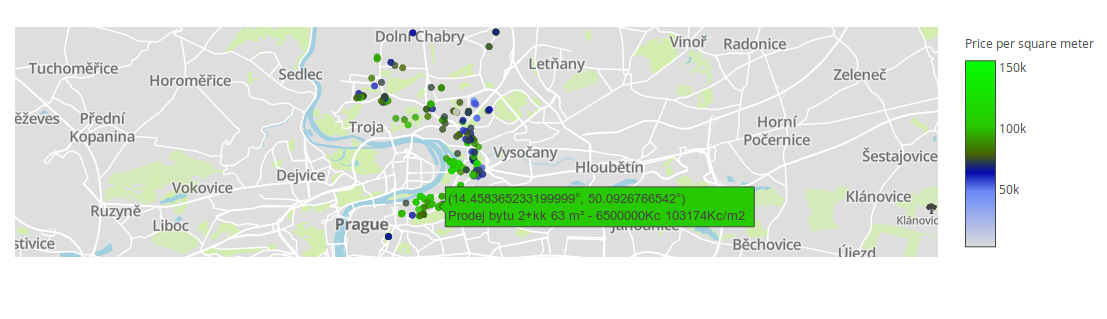 Price per square meter
150k
100k
50k
Dolní Chabry
Vinoř
Radonice
Tuchoměřice
Horoměřice
Sedlec
Letňany
Zeleneč
ěževes
Přední
Kopanina
Troja
Horní
Počernice
Vysočany
Šestajovice
Hloubětín
Dejvice
Vokovice
Klánovice
(14.458365233199999°, 50.0926766542°)
Prodej bytu 2+kk 63 m² - 6500000Kc 103174Kc/m2
Ruzyně
Liboc
Prague
Klánovic
stivice
Běchovice
Újezd